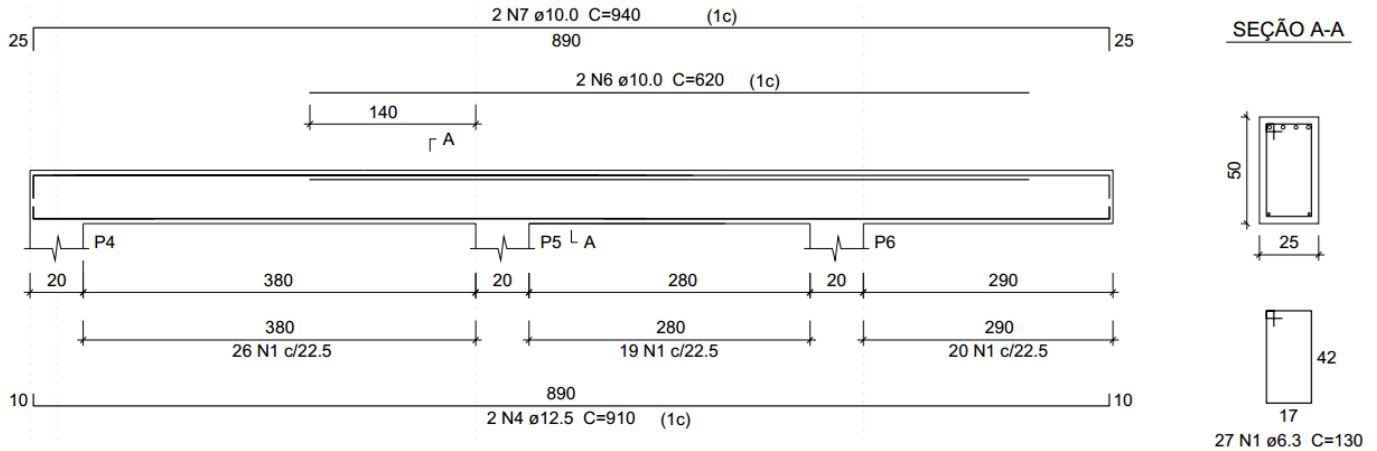 2 N7 ø10.0 C=940 (1c)
25 890 25
SEÇÃO A-A
2 N6 ø10.0 C=620 (1c)
140
A
50
25
P4 P5 A P6
20 380 20 280 20 290
380 280 290
26 N1 c/22.5 19 N1 c/22.5 20 N1 c/22.5
42
17
27 N1 ø6.3 C=130
10 890 10
2 N4 ø12.5 C=910 (1c)